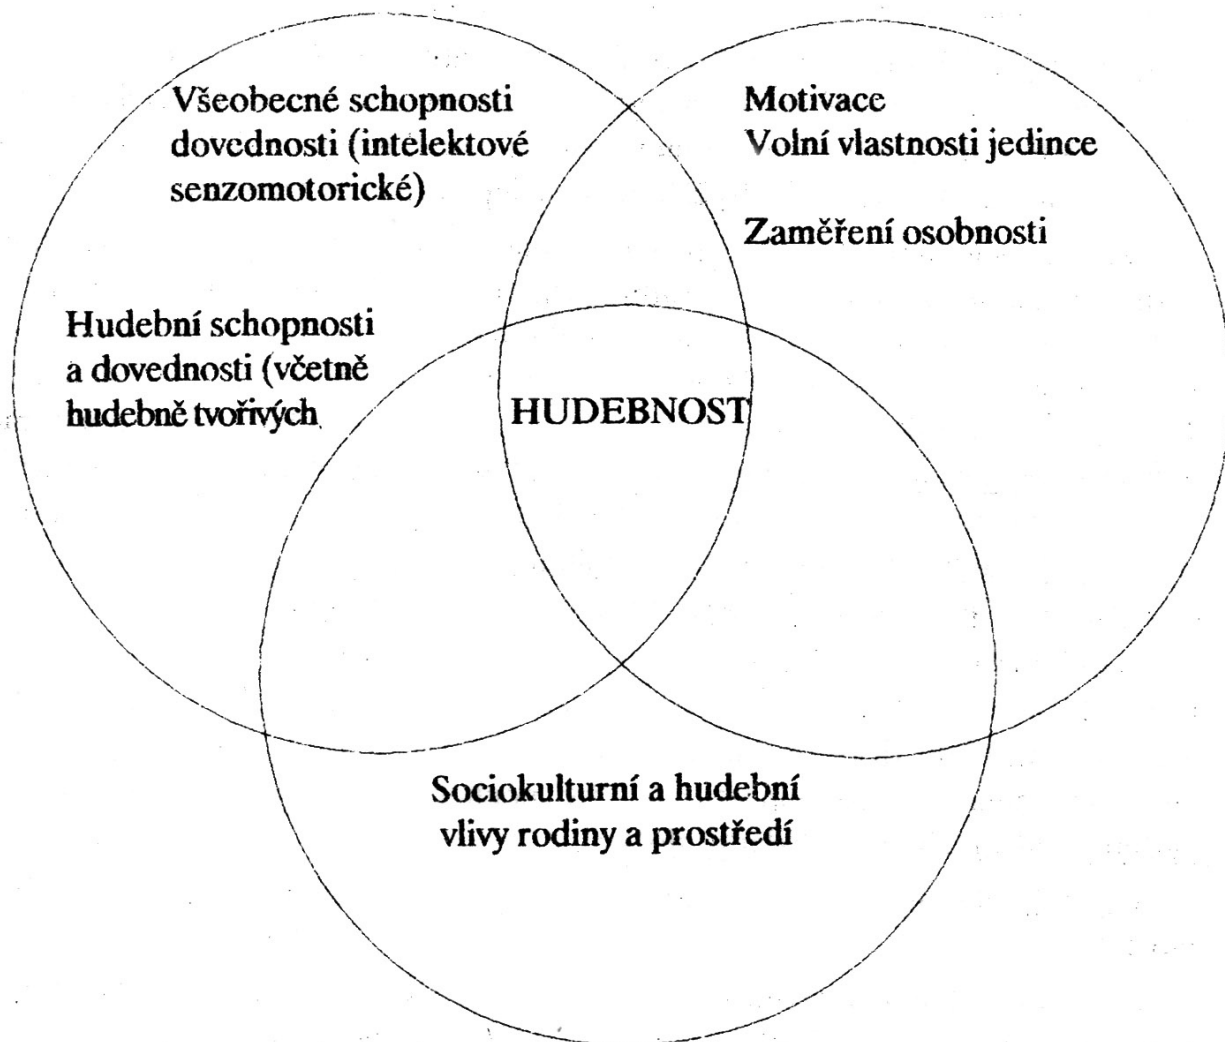 Všeobecné schopnosti
dovednosti (intelektové
senzomotorické)
Motivace
Volní vlastnosti jedince
Zaměření osobnosti
Hudební schopnosti
a dovednosti (včetně
hudebně tvořivých
HUDEBNOST
Sociokulturní a hudební
vlivy rodiny a prostředí